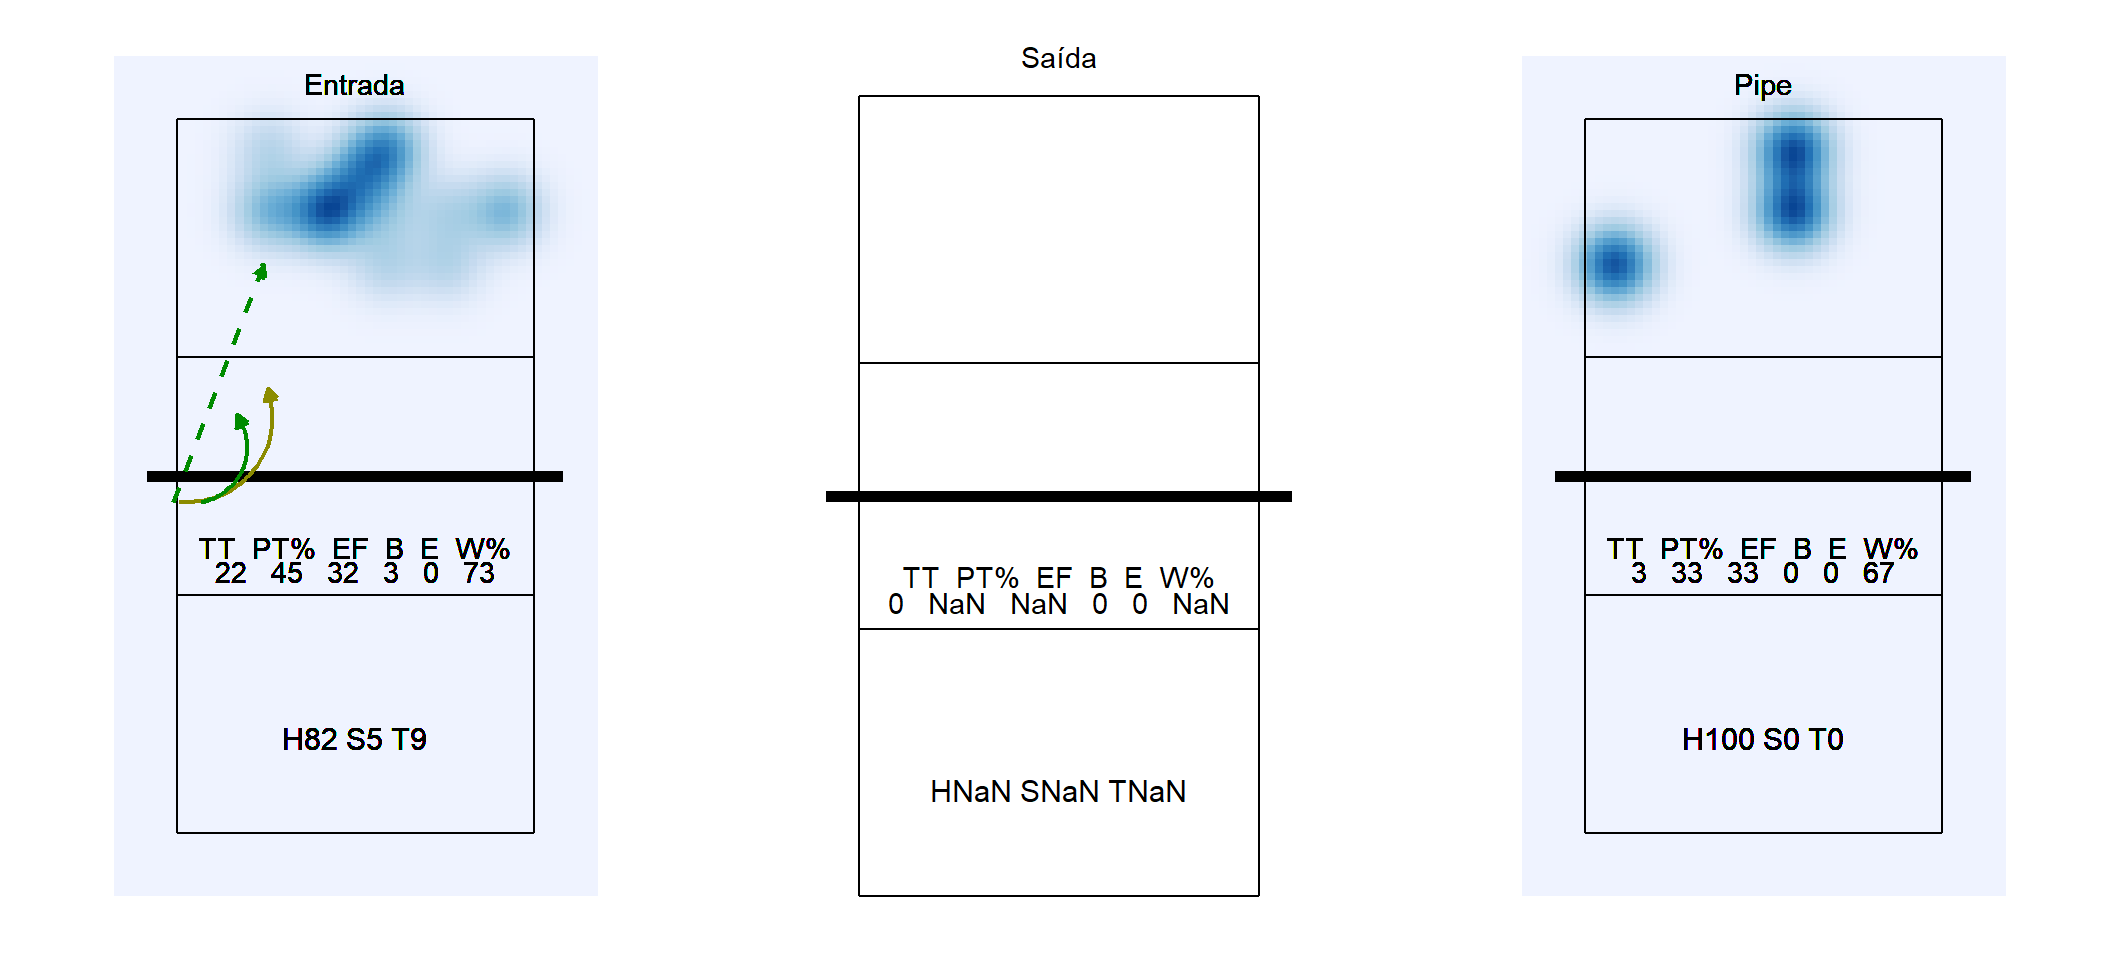 Entrada
TT PT% EF B E W%
22 45 32 3 0 73
H82 S5 T9
Saída
TT PT% EF B E W%
0 NaN NaN 0 0 NaN
HNaN SNaN TNaN
Pipe
TT PT% EF B E W%
3 33 33 0 0 67
H100 S0 T0